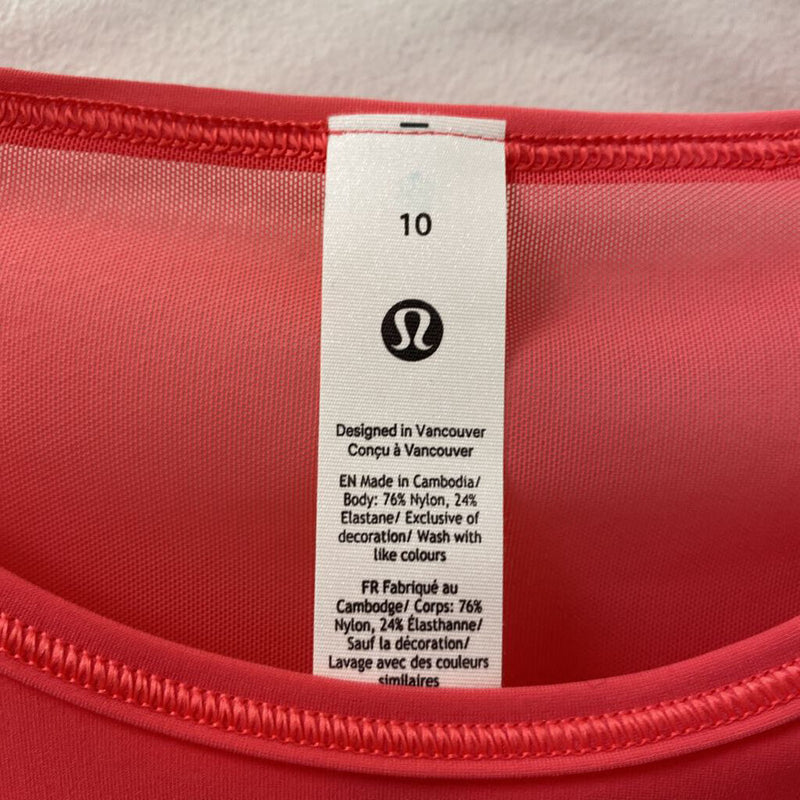 10
Designed in Vancouver
Conçu à Vancouver
EN Made in Cambodia/
Body: 76% Nylon, 24%
Elastane/ Exclusive of
decoration/ Wash with
like colours
FR Fabriqué au
Cambodge/ Corps: 76%
Nylon, 24% Élasthanne/
Sauf la décoration/
Lavage avec des couleurs
similaires